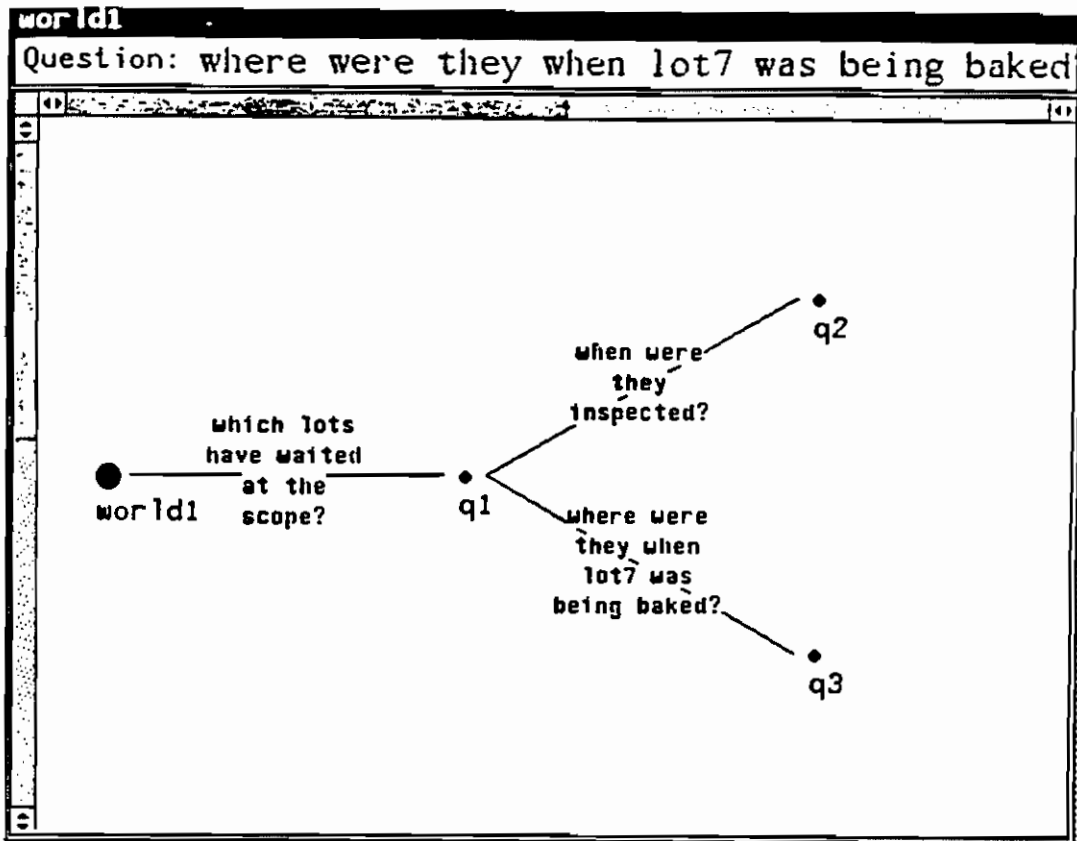 world1
Question: where were they when lot7 was being baked?
when were
they
inspected?
q2
which lots
have waited
at the
scope?
world1
q1
where were
they when
lot7 was
being baked?
q3